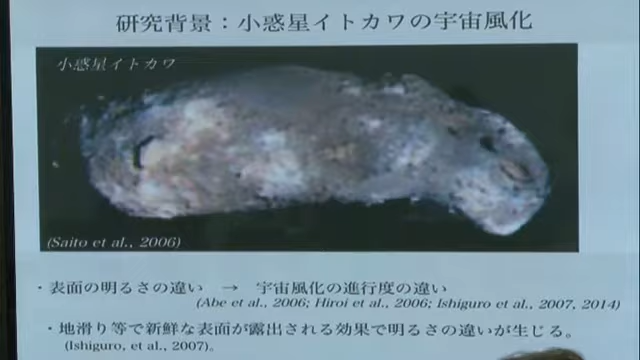 研究背景：小惑星イトカワの宇宙風化
小惑星イトカワ
(Saito et al., 2006)
・表面の明るさの違い　→　宇宙風化の進行度の違い
(Abe et al., 2006; Hiroi et al., 2006; Ishiguro et al., 2007, 2014)
・地滑り等で新鮮な表面が露出される効果で明るさの違いが生じる。
(Ishiguro, et al., 2007)。